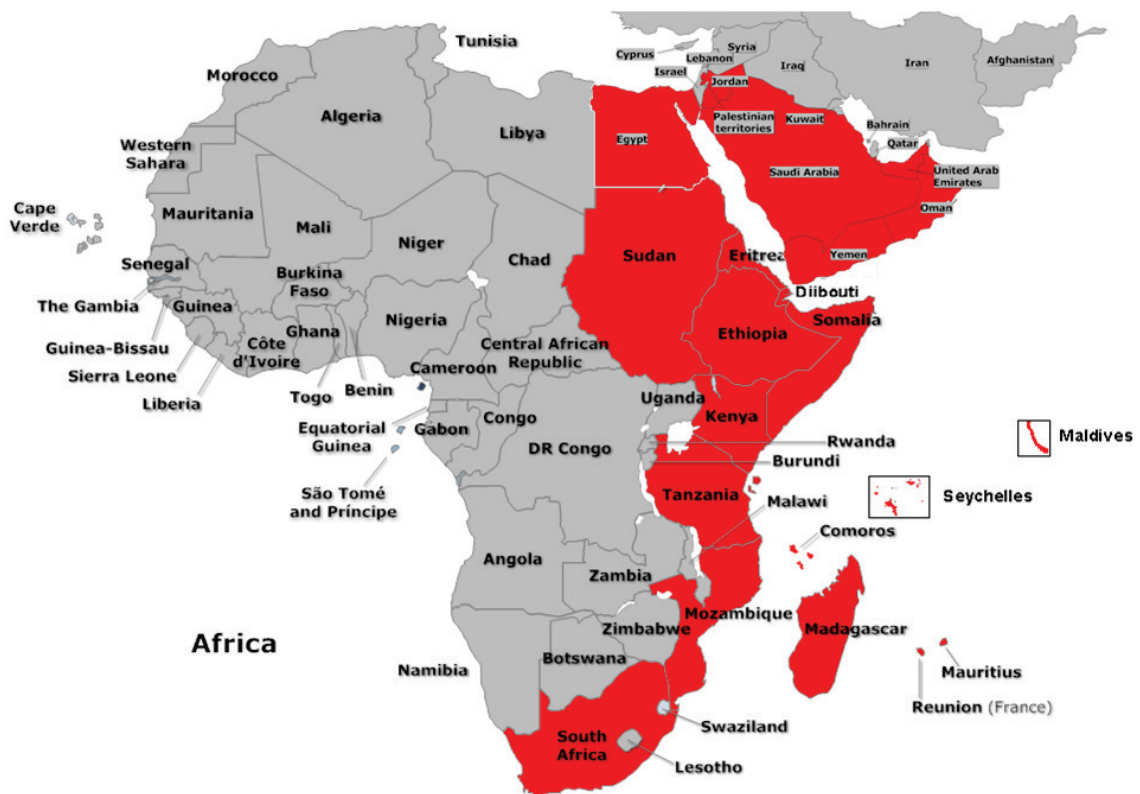 Tunisia
Cyprus
Syria
Lebanon
Israel
Iraq
Iran
Afghanistan
Morocco
Jordan
Algeria
Libya
Egypt
Palestinian
territories
Kuwait
Bahrain
Qatar
Western
Sahara
Saudi Arabia
United Arab
Emirates
Oman
Cape
Verde
Mauritania
Mali
Niger
Chad
Sudan
Eritrea
Yemen
Senegal
Burkina
Faso
Diibouti
The Gambia
Guinea
Nigeria
Ethiopia
Somalia
Guinea-Bissau
Ghana
Côte
d'Ivoire
Central African
Republic
Sierra Leone
Cameroon
Liberia
Togo
Benin
Uganda
Kenya
Equatorial
Guinea
Gabon
Congo
DR Congo
Rwanda
Burundi
Maldives
São Tomé
and Príncipe
Tanzania
Malawi
Seychelles
Comoros
Angola
Zambia
Mozambique
Madagascar
Zimbabwe
Africa
Namibia
Botswana
Mauritius
Reunion (France)
Swaziland
South
Africa
Lesotho